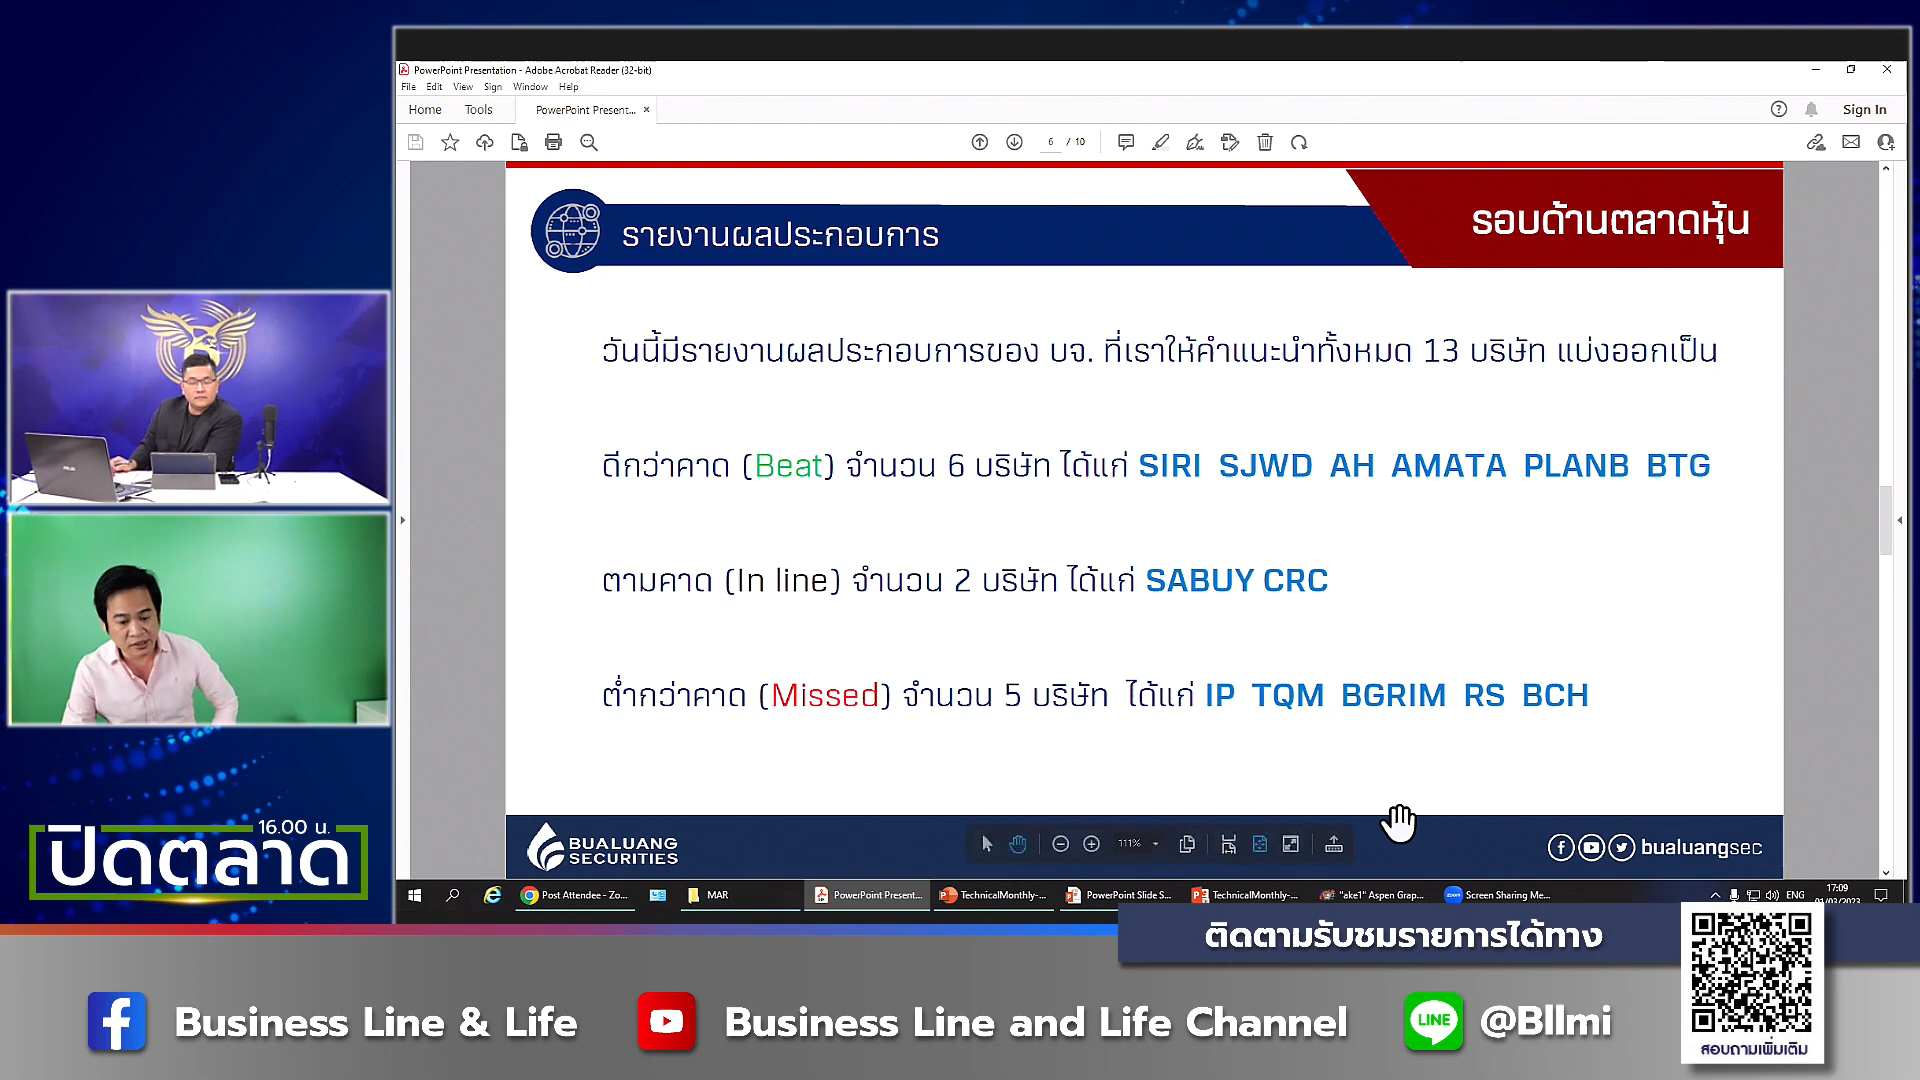 PowerPoint Presentation - Adobe Acrobat Reader (32-bit)
File Edit View Sign Window Help
Home Tools PowerPoint Present... × Sign In
6 / 10
รายงานผลประกอบการ
รอบด้านตลาดหุ้น
วันนี้มีรายงานผลประกอบการของ บจ. ที่เราให้คำแนะนำทั้งหมด 13 บริษัท แบ่งออกเป็น
ดีกว่าคาด (Beat) จำนวน 6 บริษัท ได้แก่ SIRI SJWD AH AMATA PLANB BTG
ตามคาด (In line) จำนวน 2 บริษัท ได้แก่ SABUY CRC
ต่ำกว่าคาด (Missed) จำนวน 5 บริษัท ได้แก่ IP TQM BGRIM RS BCH
BUALUANG
SECURITIES
111%
bualuangsec
Post Attendee - Zo... MAR PowerPoint Present... TechnicalMonthly-... PowerPoint Slide S... TechnicalMonthly-... "ake1" Aspen Grap... Screen Sharing Me... ENG 17:09
01/03/2023
16.00 น.
ปิดตลาด
ติดตามรับชมรายการได้ทาง
Business Line & Life
Business Line and Life Channel
LINE
@Bllmi
สอบถามเพิ่มเติม